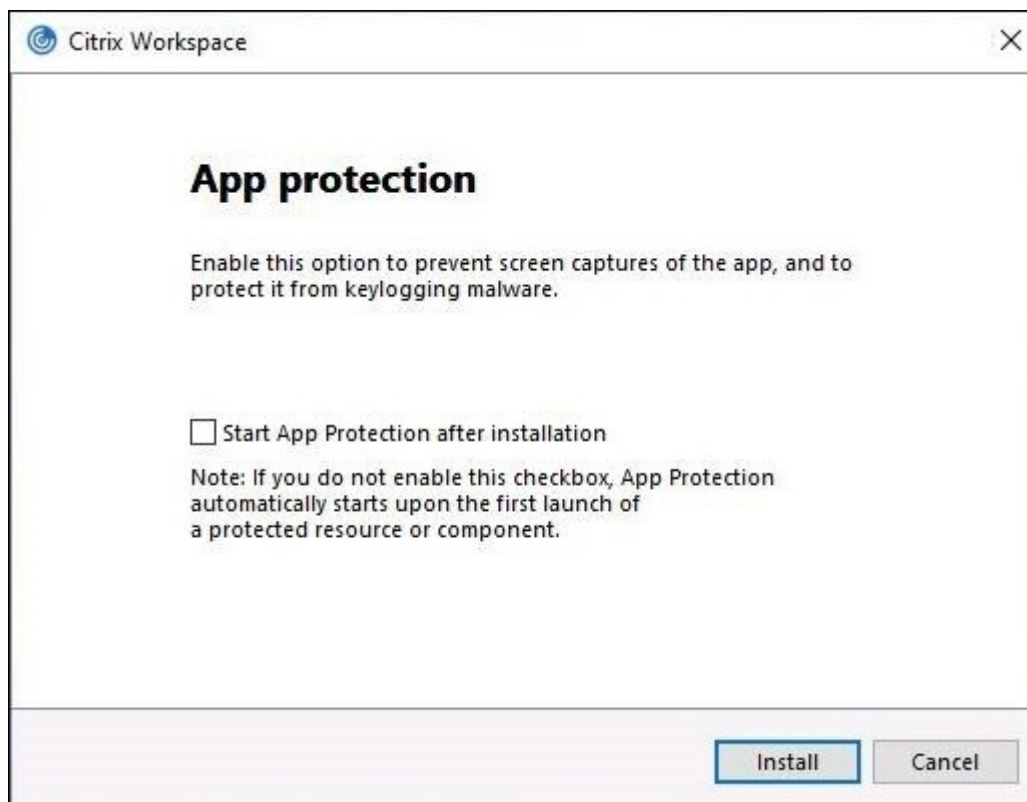 Citrix Workspace
App protection
Enable this option to prevent screen captures of the app, and to
protect it from keylogging malware.
Start App Protection after installation
Note: If you do not enable this checkbox, App Protection
automatically starts upon the first launch of
a protected resource or component.
Install
Cancel